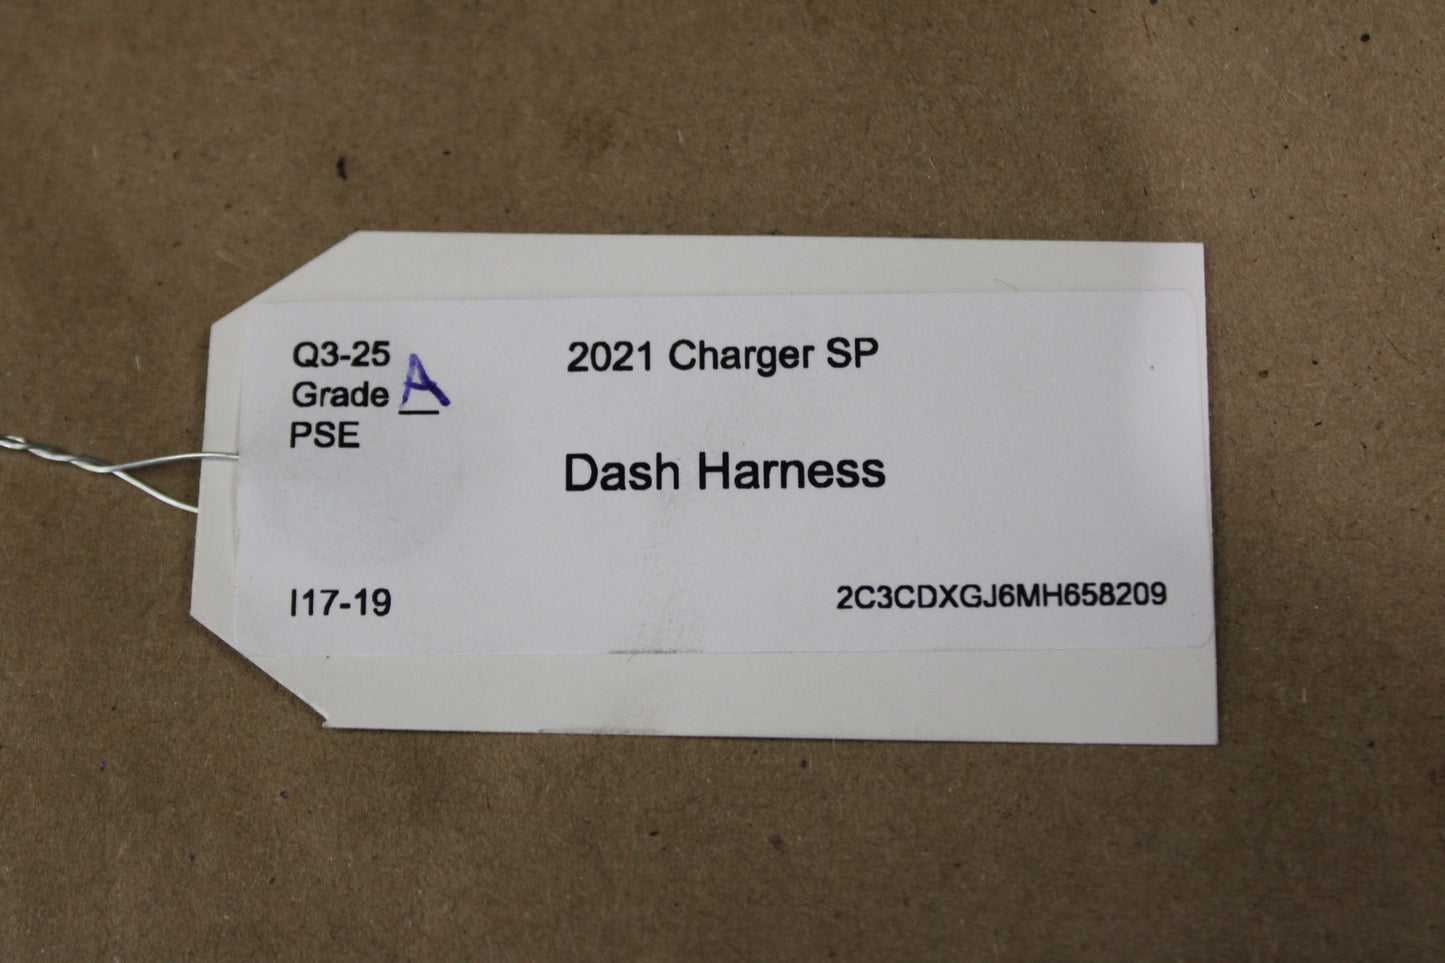 Q3-25
Grade A
PSE
2021 Charger SP
Dash Harness
I17-19
2C3CDXGJ6MH658209